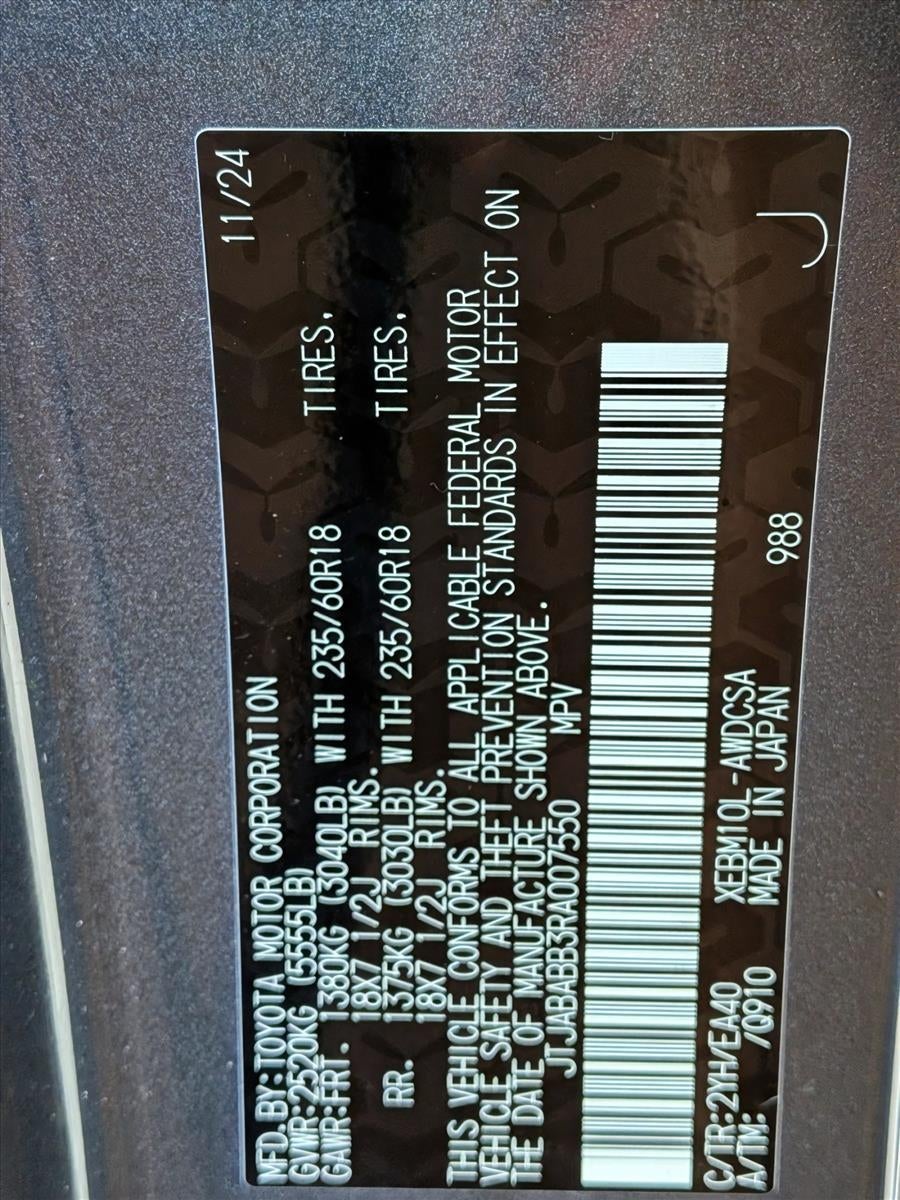 MFD.BY:TOYOTA MOTOR CORPORATION 11/24
GVWR:2520KG (5555LB)
GAWR:FRT. 1380KG (3040LB) WITH 235/60R18 TIRES,
18X7 1/2J RIMS.
RR. 1375KG (3030LB) WITH 235/60R18 TIRES,
18X7 1/2J RIMS.
THIS VEHICLE CONFORMS TO ALL APPLICABLE FEDERAL MOTOR
VEHICLE SAFETY AND THEFT PREVENTION STANDARDS IN EFFECT ON
THE DATE OF MANUFACTURE SHOWN ABOVE.
JTJABABB3RA007550 MPV
C/TR:2YH/EA40 XEBM10L-AWDCSA
A/TM: /Q910 MADE IN JAPAN
988
J